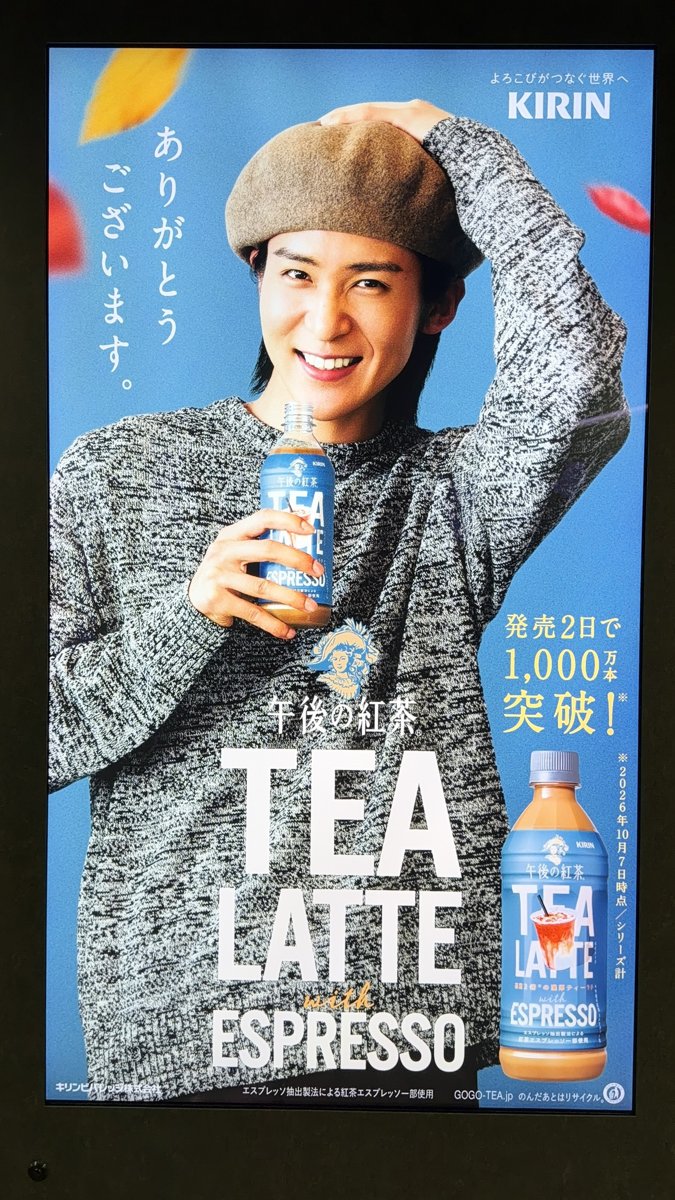 よろこびがつなぐ世界へ
KIRIN
ありがとう
ございます。
KIRIN
午後の紅茶
TEA
LATTE
ESPRESSO
発売2日で
1,000万本
突破!※
※2026年10月7日時点/シリーズ計
午後の紅茶
TEA
LATTE
with
ESPRESSO
KIRIN
午後の紅茶
TEA
LATTE
with
ESPRESSO
キリンビバレッジ株式会社
エスプレッソ抽出製法による紅茶エスプレッソ一部使用
GOGO-TEA.jp のんだあとはリサイクル。